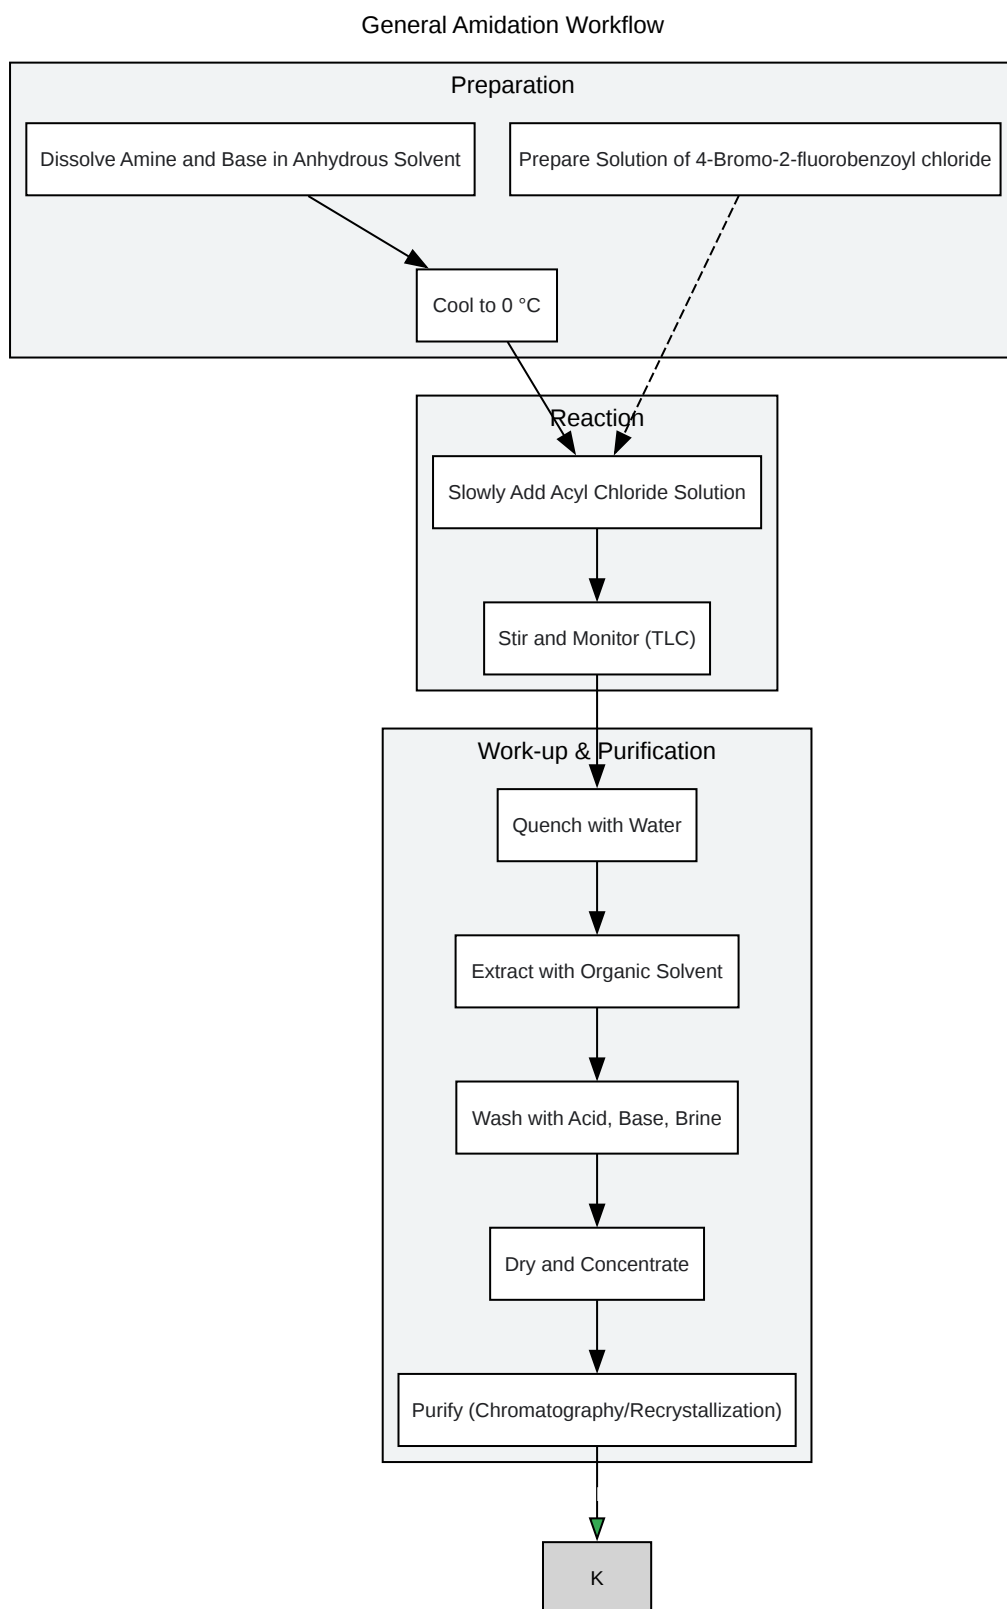 General Amidation Workflow
Preparation
Dissolve Amine and Base in Anhydrous Solvent
Prepare Solution of 4-Bromo-2-fluorobenzoyl chloride
Cool to 0 °C
Reaction
Slowly Add Acyl Chloride Solution
Stir and Monitor (TLC)
Work-up & Purification
Quench with Water
Extract with Organic Solvent
Wash with Acid, Base, Brine
Dry and Concentrate
Purify (Chromatography/Recrystallization)
K